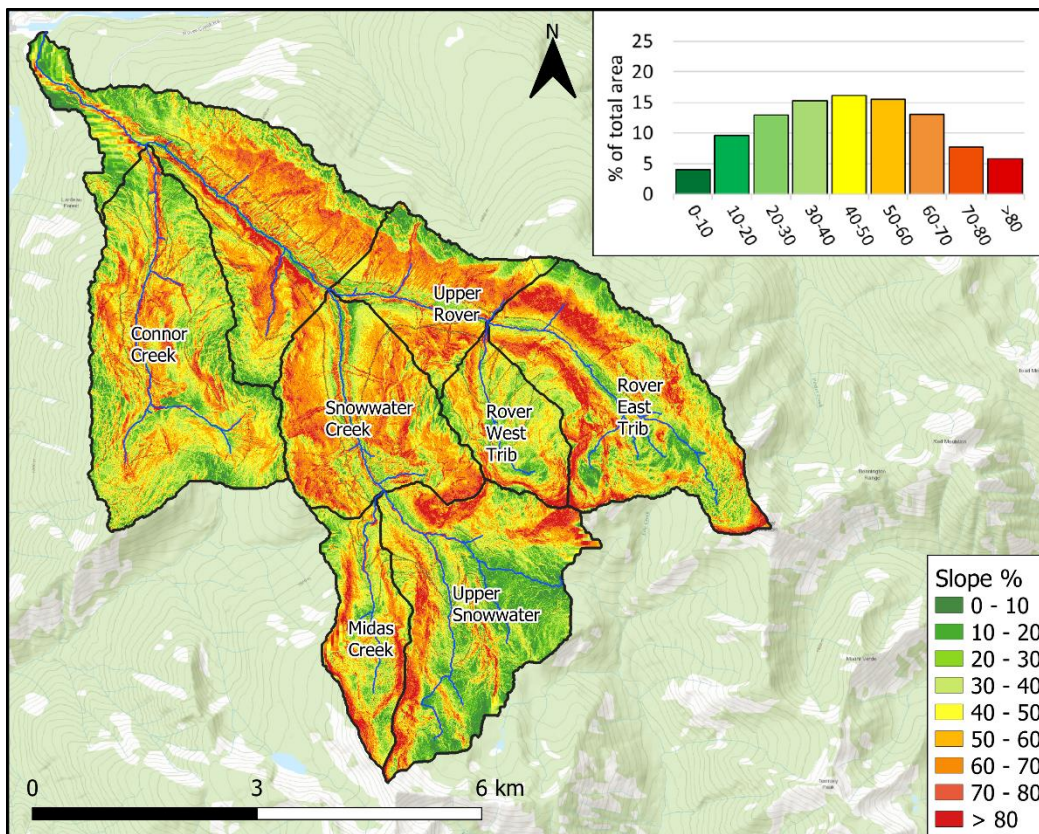 N
% of total area
25
20
15
10
5
0
0-10
10-20
20-30
30-40
40-50
50-60
60-70
70-80
>80
Upper
Rover
Connor
Creek
Snowwater
Creek
Rover
West
Trib
Rover
East
Trib
Upper
Snowwater
Midas
Creek
Slope %
0 - 10
10 - 20
20 - 30
30 - 40
40 - 50
50 - 60
60 - 70
70 - 80
> 80
0
3
6 km